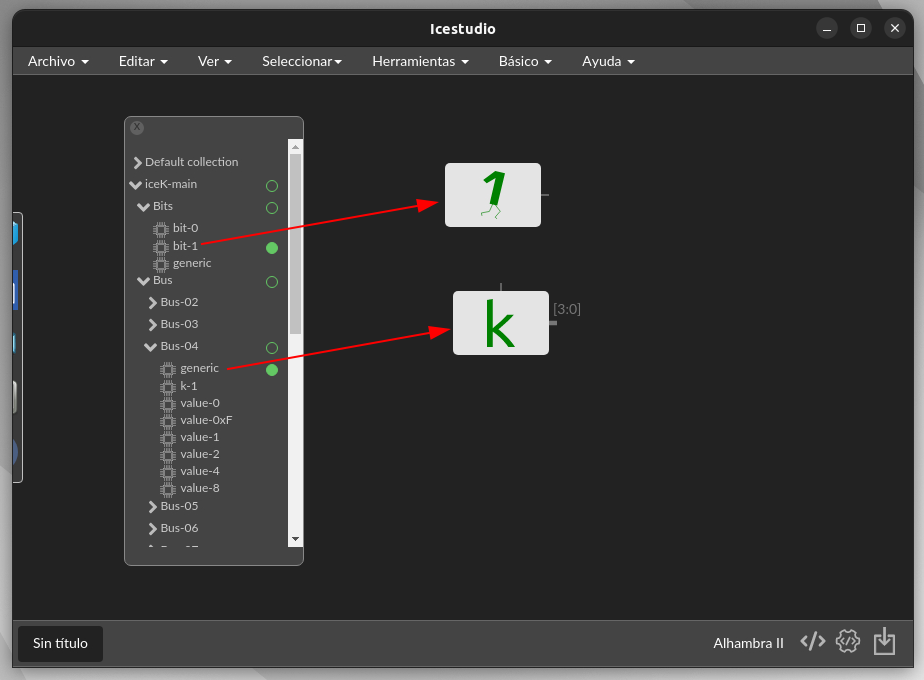 Icestudio
Archivo Editar Ver Seleccionar Herramientas Básico Ayuda
X
Default collection
iceK-main
Bits
bit-0
bit-1
generic
Bus
Bus-02
Bus-03
Bus-04
generic
k-1
value-0
value-0xF
value-1
value-2
value-4
value-8
Bus-05
Bus-06
1
k
[3:0]
Sin título
Alhambra II